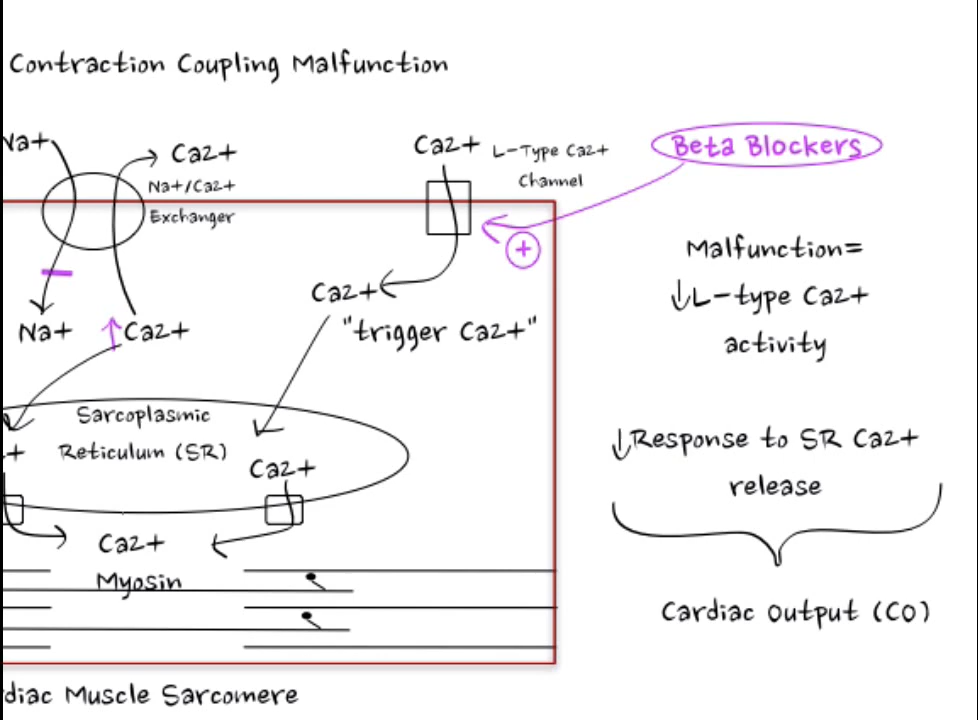 Contraction Coupling Malfunction
Na+
Ca2+
Na+/Ca2+
Exchanger
Ca2+
L-Type Ca2+
Channel
Beta Blockers
+
Malfunction=
↓L-type Ca2+
activity
Na+
↑Ca2+
Ca2+
"trigger Ca2+"
Sarcoplasmic
Reticulum (SR)
+
Ca2+
↓Response to SR Ca2+
release
Ca2+
Myosin
Cardiac Output (CO)
diac Muscle Sarcomere